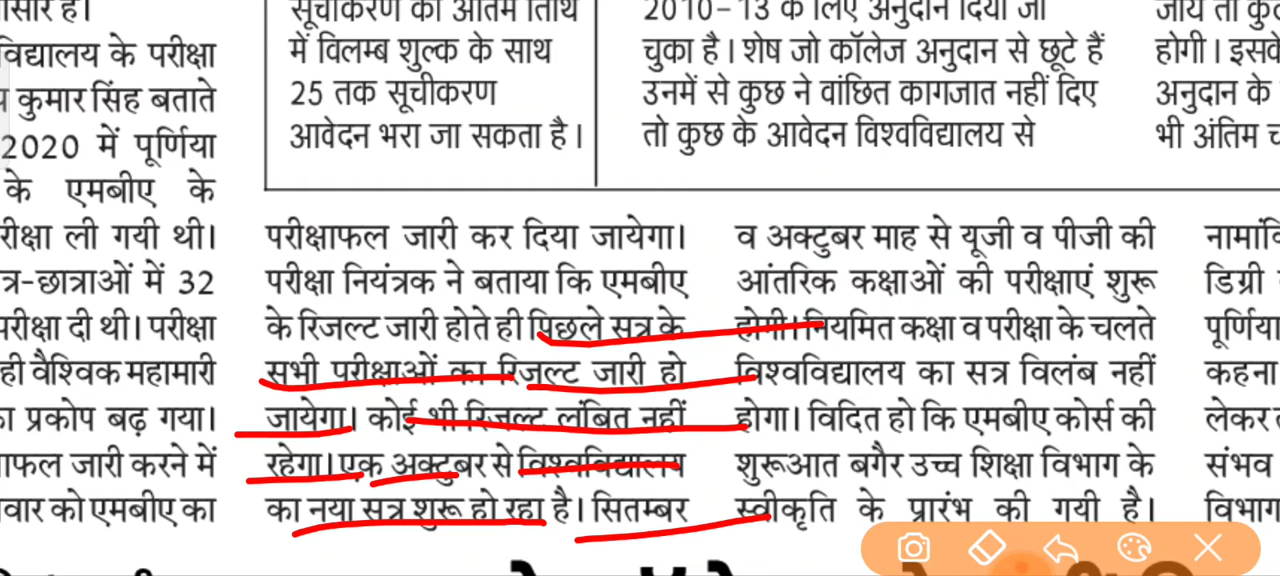 सार है।
विद्यालय के परीक्षा
कुमार सिंह बताते
2020 में पूर्णिया
के एमबीए के
रीक्षा ली गयी थी।
त्र-छात्राओं में 32
परीक्षा दी थी। परीक्षा
ही वैश्विक महामारी
का प्रकोप बढ़ गया।
ाफल जारी करने में
वार को एमबीए का
सूचीकरण की अंतिम तिथि
में विलम्ब शुल्क के साथ
25 तक सूचीकरण
आवेदन भरा जा सकता है।
2010-13 के लिए अनुदान दिया जा
चुका है। शेष जो कॉलेज अनुदान से छूटे हैं
उनमें से कुछ ने वांछित कागजात नहीं दिए
तो कुछ के आवेदन विश्वविद्यालय से
जाये तो कुल
होगी। इसके
अनुदान के
भी अंतिम
परीक्षाफल जारी कर दिया जायेगा।
परीक्षा नियंत्रक ने बताया कि एमबीए
के रिजल्ट जारी होते ही पिछले सत्र के
सभी परीक्षाओं का रिजल्ट जारी हो
जायेगा। कोई भी रिजल्ट लंबित नहीं
रहेगा। एक अक्टुबर से विश्वविद्यालय
का नया सत्र शुरू हो रहा है। सितम्बर
व अक्टुबर माह से यूजी व पीजी की
आंतरिक कक्षाओं की परीक्षाएं शुरू
होगी। नियमित कक्षा व परीक्षा के चलते
विश्वविद्यालय का सत्र विलंब नहीं
होगा। विदित हो कि एमबीए कोर्स की
शुरूआत बगैर उच्च शिक्षा विभाग के
स्वीकृति के प्रारंभ की गयी है।
नामांकि
डिग्री
पूर्णिया
कहना
लेकर
संभव
विभाग